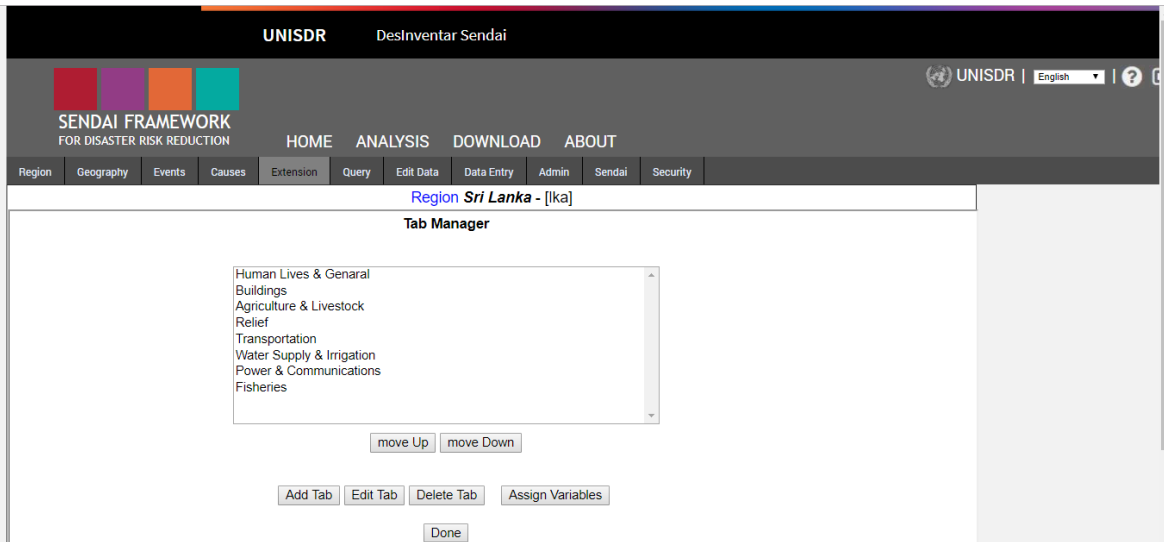 UNISDR DesInventar Sendai
UNISDR | English | ?
SENDAI FRAMEWORK
FOR DISASTER RISK REDUCTION
HOME ANALYSIS DOWNLOAD ABOUT
Region Geography Events Causes Extension Query Edit Data Data Entry Admin Sendai Security
Region Sri Lanka - [lka]
Tab Manager
Human Lives & Genaral
Buildings
Agriculture & Livestock
Relief
Transportation
Water Supply & Irrigation
Power & Communications
Fisheries
move Up move Down
Add Tab Edit Tab Delete Tab Assign Variables
Done